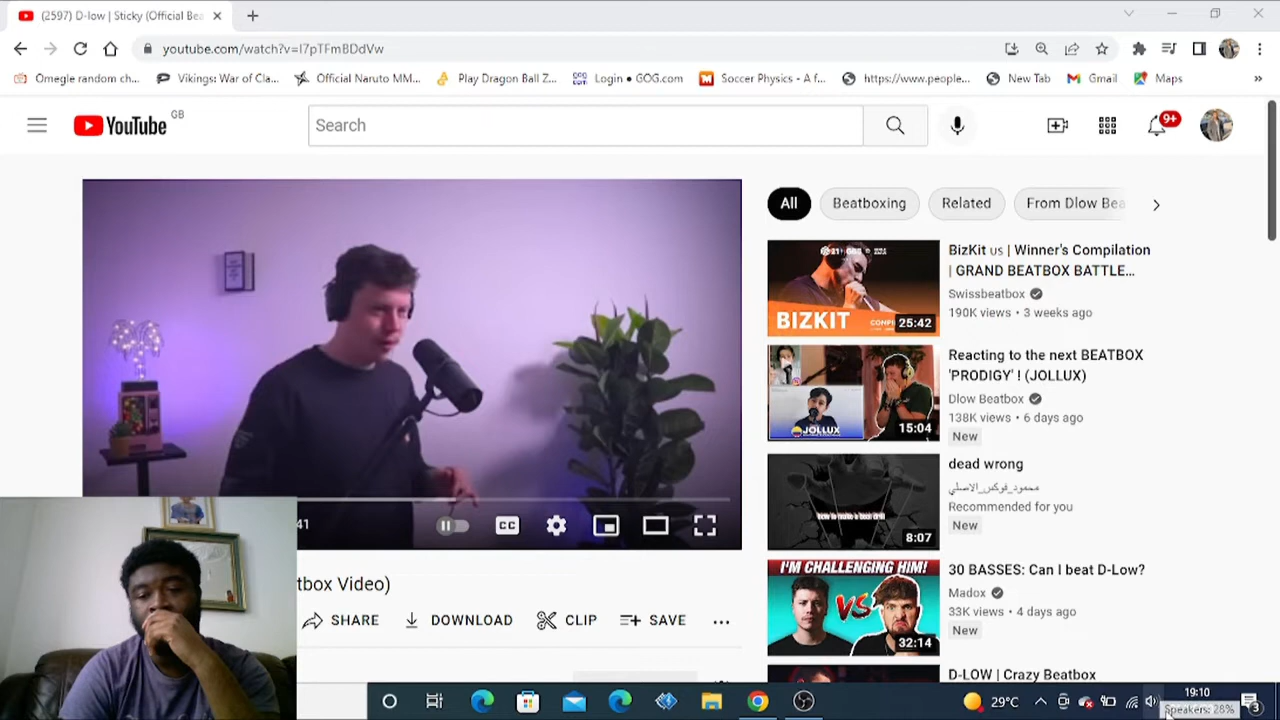 (2597) D-low | Sticky (Official Bea
youtube.com/watch?v=I7pTFmBDdVw
Omegle random ch...
Vikings: War of Cla...
Official Naruto MM...
Play Dragon Ball Z...
Login • GOG.com
Soccer Physics - A f...
https://www.people...
New Tab
Gmail
Maps
»
YouTube GB
Search
9+
All
Beatboxing
Related
From Dlow Bea
BizKit us | Winner's Compilation
| GRAND BEATBOX BATTLE...
Swissbeatbox
190K views • 3 weeks ago
BIZKIT
25:42
Reacting to the next BEATBOX
'PRODIGY' ! (JOLLUX)
Dlow Beatbox
138K views • 6 days ago
New
JOLLUX
15:04
dead wrong
محمود_فوكس_الاصلي
Recommended for you
New
8:07
30 BASSES: Can I beat D-Low?
Madox
33K views • 4 days ago
New
I'M CHALLENGING HIM!
VS
32:14
D-LOW | Crazy Beatbox
41
CC
tbox Video)
SHARE
DOWNLOAD
CLIP
SAVE
29°C
19:10
Speakers: 28%
3